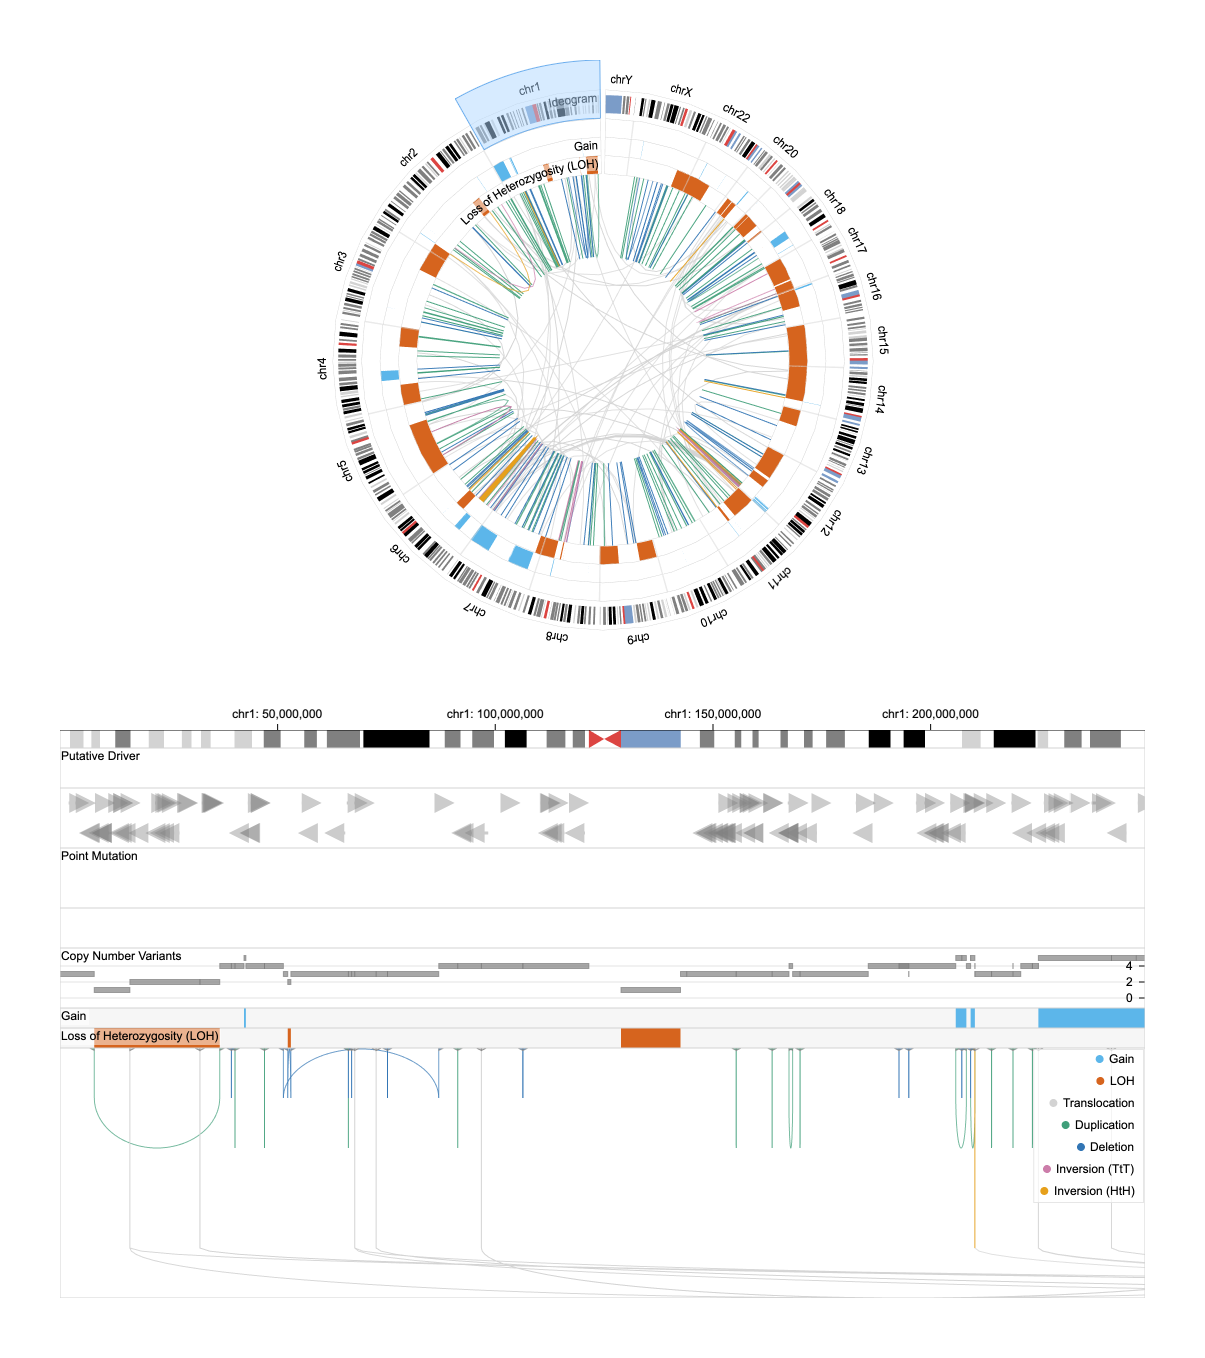 chrY
chrX
chr22
chr20
chr18
chr17
chr16
chr15
chr14
chr13
chr12
chr11
chr10
chr9
chr8
chr7
chr6
chr5
chr4
chr3
chr2
chr1
Ideogram
Gain
Loss of Heterozygosity (LOH)
chr1: 50,000,000 chr1: 100,000,000 chr1: 150,000,000 chr1: 200,000,000
Putative Driver
Point Mutation
Copy Number Variants
4
2
0
Gain
Loss of Heterozygosity (LOH)
Gain
LOH
Translocation
Duplication
Deletion
Inversion (TtT)
Inversion (HtH)